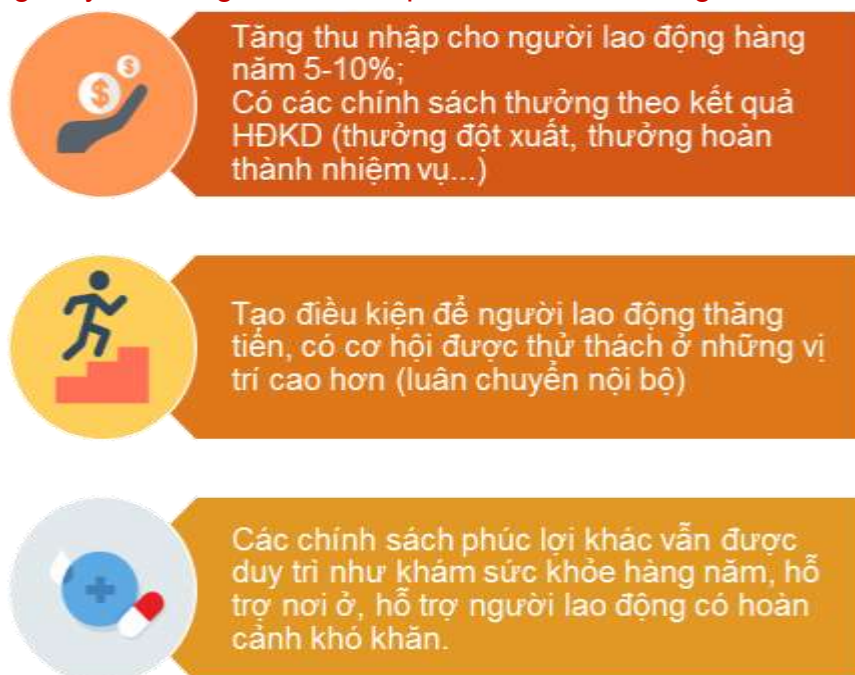 Tăng thu nhập cho người lao động hàng
năm 5-10%;
Có các chính sách thưởng theo kết quả
HĐKD (thưởng đột xuất, thưởng hoàn
thành nhiệm vụ...)
Tạo điều kiện để người lao động thăng
tiến, có cơ hội được thử thách ở những vị
trí cao hơn (luân chuyển nội bộ)
Các chính sách phúc lợi khác vẫn được
duy trì như khám sức khỏe hàng năm, hỗ
trợ nơi ở, hỗ trợ người lao động có hoàn
cảnh khó khăn.